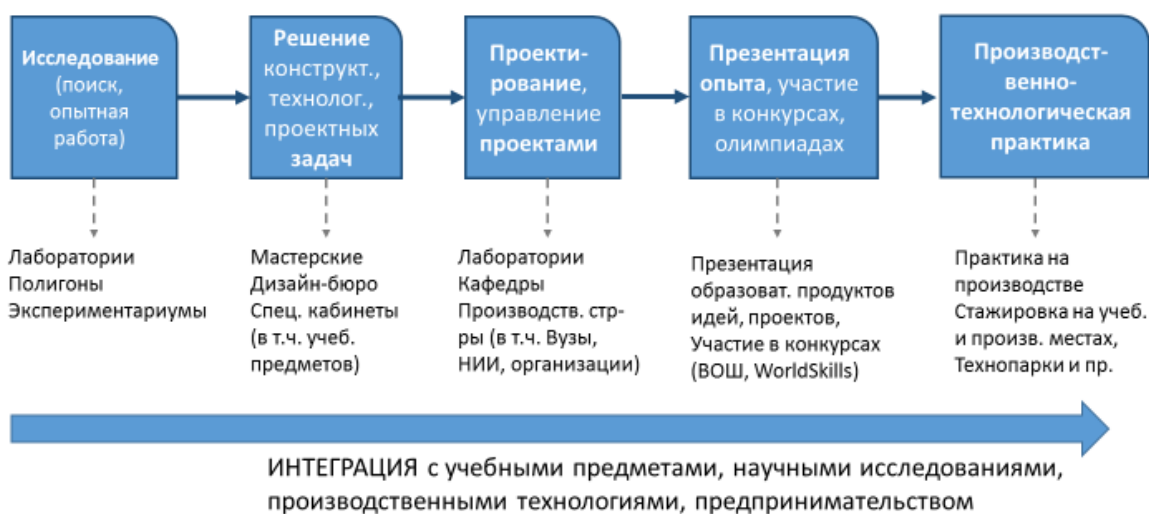 Исследование
(поиск,
опытная
работа)
Решение
конструкт.,
технолог.,
проектных
задач
Проекти-
рование,
управление
проектами
Презентация
опыта, участие
в конкурсах,
олимпиадах
Производст-
венно-
технологическая
практика
Лаборатории
Полигоны
Экспериментариумы
Мастерские
Дизайн-бюро
Спец. кабинеты
(в т.ч. учеб.
предметов)
Лаборатории
Кафедры
Производств. стр-
ры (в т.ч. Вузы,
НИИ, организации)
Презентация
образоват. продуктов
идей, проектов,
Участие в конкурсах
(ВОШ, WorldSkills)
Практика на
производстве
Стажировка на учеб.
и произв. местах,
Технопарки и пр.
ИНТЕГРАЦИЯ с учебными предметами, научными исследованиями,
производственными технологиями, предпринимательством